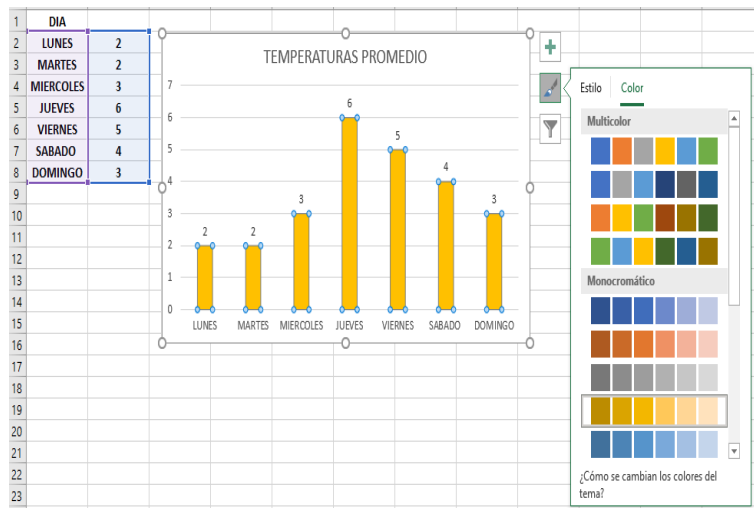 1 DIA
2 LUNES 2
3 MARTES 2
4 MIERCOLES 3
5 JUEVES 6
6 VIERNES 5
7 SABADO 4
8 DOMINGO 3
9
10
11
12
13
14
15
16
17
18
19
20
21
22
23
TEMPERATURAS PROMEDIO
7
6
5
4
3
2
1
0
2 2 3 6 5 4 3
LUNES MARTES MIERCOLES JUEVES VIERNES SABADO DOMINGO
Estilo Color
Multicolor
Monocromático
¿Cómo se cambian los colores del
tema?